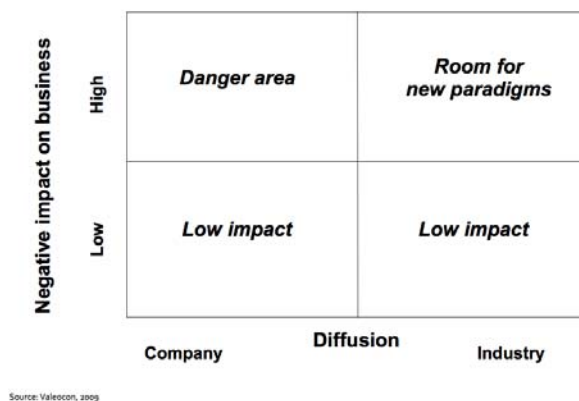 Negative impact on business
High
Danger area
Room for
new paradigms
Low
Low impact
Low impact
Diffusion
Company
Industry
Source: Valeocon, 2009